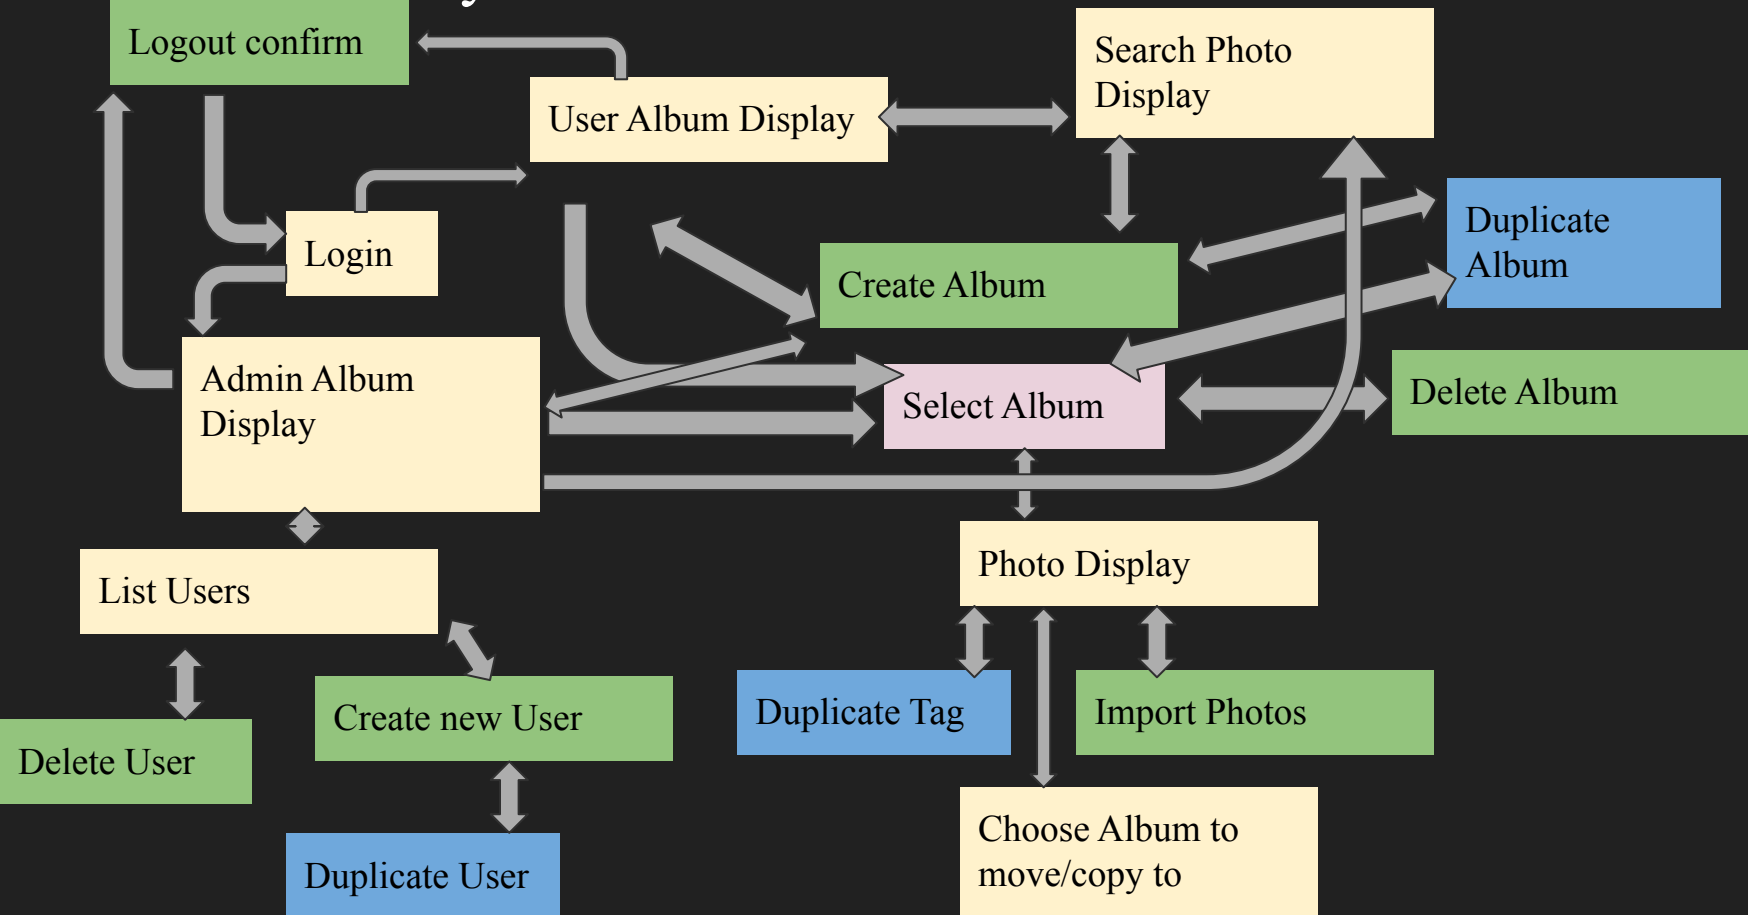 Logout confirm
Search Photo
Display
User Album Display
Duplicate
Album
Login
Create Album
Admin Album
Display
Select Album
Delete Album
Photo Display
List Users
Duplicate Tag
Import Photos
Create new User
Delete User
Choose Album to
move/copy to
Duplicate User